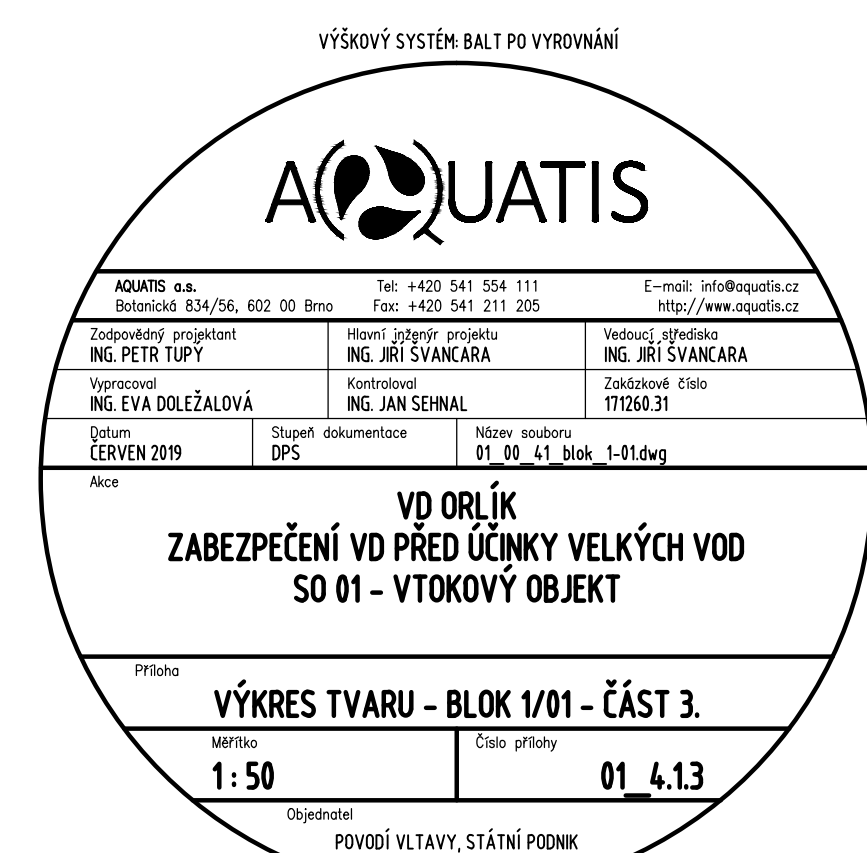 VÝŠKOVÝ SYSTÉM: BALT PO VYROVNÁNÍ
AQUATIS
AQUATIS a.s. Tel: +420 541 554 111 E-mail: info@aquatis.cz
Botanická 834/56, 602 00 Brno Fax: +420 541 211 205 http://www.aquatis.cz
Zodpovědný projektant Hlavní inženýr projektu Vedoucí střediska
ING. PETR TUPÝ ING. JIŘÍ ŠVANCARA ING. JIŘÍ ŠVANCARA
Vypracoval Kontroloval Zakázkové číslo
ING. EVA DOLEŽALOVÁ ING. JAN SEHNAL 171260.31
Datum Stupeň dokumentace Název souboru
ČERVEN 2019 DPS 01_00_41_blok_1-01.dwg
Akce
VD ORLÍK
ZABEZPEČENÍ VD PŘED ÚČINKY VELKÝCH VOD
SO 01 - VTOKOVÝ OBJEKT
Příloha
VÝKRES TVARU - BLOK 1/01 - ČÁST 3.
Měřítko Číslo přílohy
1 : 50 01_4.1.3
Objednatel
POVODÍ VLTAVY, STÁTNÍ PODNIK